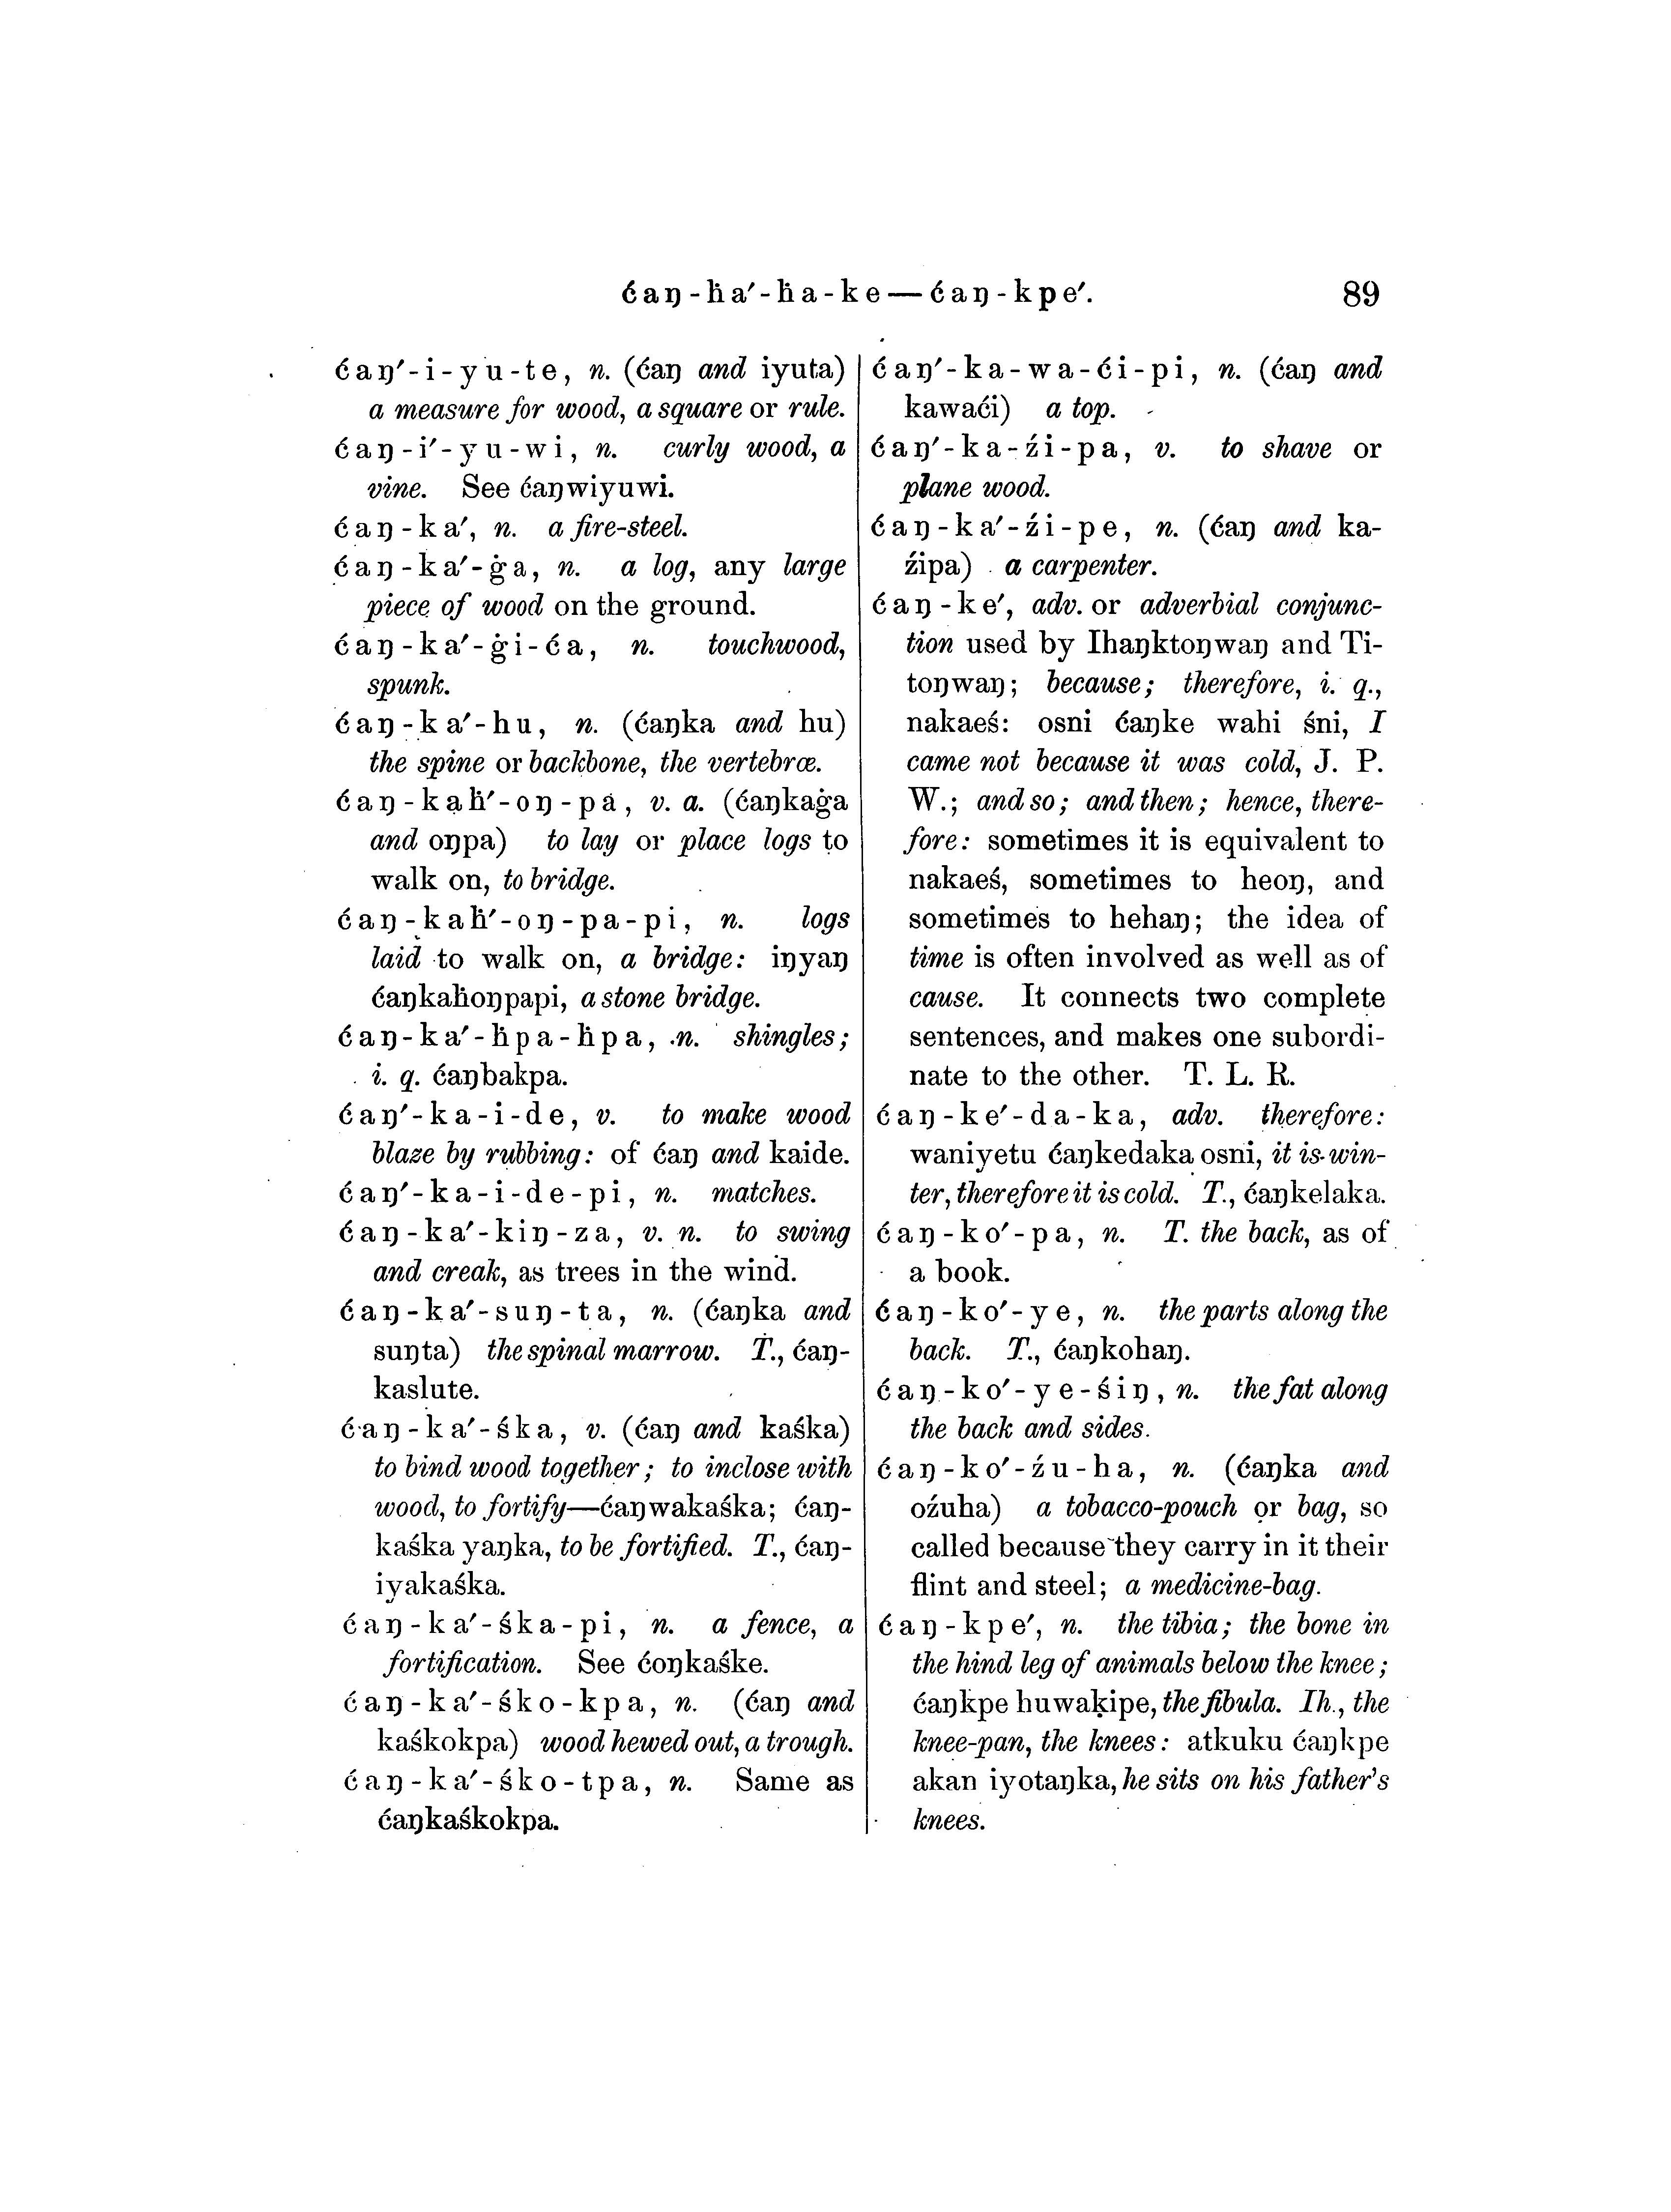 ćaŋ-ḣa′-ḣa-ke—ćaŋ-kpe′.
89
ćaŋ′-i-yu-te, n. (ćaŋ and iyuta)
a measure for wood, a square or rule.
ćaŋ-i′-yu-wi, n. curly wood, a
vine. See ćaŋwiyuwi.
ćaŋ-ka′, n. a fire-steel.
ćaŋ-ka′-ġa, n. a log, any large
piece of wood on the ground.
ćaŋ-ka′-ġi-ća, n. touchwood,
spunk.
ćaŋ-ka′-hu, n. (ćaŋka and hu)
the spine or backbone, the vertebræ.
ćaŋ-kaḣ′-oŋ-pa, v. a. (ćaŋkaġa
and oŋpa) to lay or place logs to
walk on, to bridge.
ćaŋ-kaḣ′-oŋ-pa-pi, n. logs
laid to walk on, a bridge: iŋyaŋ
ćaŋkaḣoŋpapi, a stone bridge.
ćaŋ-ka′-ḣpa-ḣpa, n. shingles;
i. q. ćaŋbakpa.
ćaŋ′-ka-i-de, v. to make wood
blaze by rubbing: of ćaŋ and kaide.
ćaŋ′-ka-i-de-pi, n. matches.
ćaŋ-ka′-kiŋ-za, v. n. to swing
and creak, as trees in the wind.
ćaŋ-ka′-suŋ-ta, n. (ćaŋka and
suŋta) the spinal marrow. T., ćaŋ-
kaslute.
ćaŋ-ka′-śka, v. (ćaŋ and kaśka)
to bind wood together; to inclose with
wood, to fortify—ćaŋwakaśka; ćaŋ-
kaśka yaŋka, to be fortified. T., ćaŋ-
iyakaśka.
ćaŋ-ka′-śka-pi, n. a fence, a
fortification. See ćoŋkaśke.
ćaŋ-ka′-śko-kpa, n. (ćaŋ and
kaśkokpa) wood hewed out, a trough.
ćaŋ-ka′-śko-tpa, n. Same as
ćaŋkaśkokpa.
ćaŋ′-ka-wa-ći-pi, n. (ćaŋ and
kawaći) a top.
ćaŋ′-ka-źi-pa, v. to shave or
plane wood.
ćaŋ-ka′-źi-pe, n. (ćaŋ and ka-
źipa) a carpenter.
ćaŋ-ke′, adv. or adverbial conjunc-
tion used by Ihaŋktoŋwaŋ and Ti-
toŋwaŋ; because; therefore, i. q.,
nakaeś: osni ćaŋke wahi śni, I
came not because it was cold, J. P.
W.; and so; and then; hence, there-
fore: sometimes it is equivalent to
nakaeś, sometimes to heoŋ, and
sometimes to hehaŋ; the idea of
time is often involved as well as of
cause. It connects two complete
sentences, and makes one subordi-
nate to the other. T. L. R.
ćaŋ-ke′-da-ka, adv. therefore:
waniyetu ćaŋkedaka osni, it is win-
ter, therefore it is cold. T., ćaŋkelaka.
ćaŋ-ko′-pa, n. T. the back, as of
a book.
ćaŋ-ko′-ye, n. the parts along the
back. T., ćaŋkohaŋ.
ćaŋ-ko′-ye-śiŋ, n. the fat along
the back and sides.
ćaŋ-ko′-źu-ha, n. (ćaŋka and
oźuha) a tobacco-pouch or bag, so
called because they carry in it their
flint and steel; a medicine-bag.
ćaŋ-kpe′, n. the tibia; the bone in
the hind leg of animals below the knee;
ćaŋkpe huwaḳipe, the fibula. Ih., the
knee-pan, the knees: atkuku ćaŋkpe
akan iyotaŋka, he sits on his father's
knees.